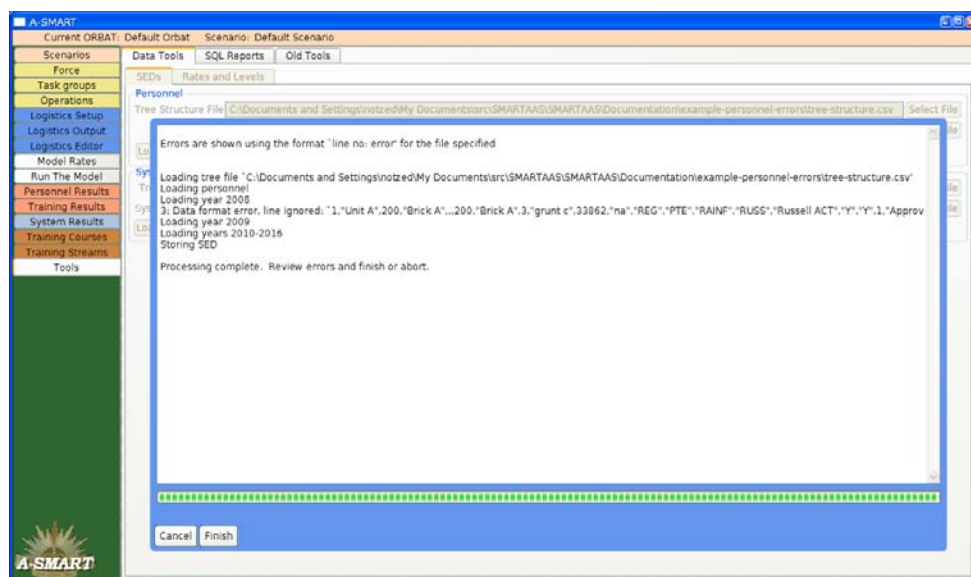 A-SMART
Current ORBAT: Default Orbat Scenario: Default Scenario
Scenarios
Force
Task groups
Operations
Logistics Setup
Logistics Output
Logistics Editor
Model Rates
Run The Model
Personnel Results
Training Results
System Results
Training Courses
Training Streams
Tools
Data Tools SQL Reports Old Tools
SEDs Rates and Levels
Personnel
Tree Structure File C:\Documents and Settings\notzed\My Documents\src\SMARTAAS\SMARTAAS\Documentation\example-personnel-errors\tree-structure.csv Select File
Errors are shown using the format `line no: error' for the file specified
Loading tree file `C:\Documents and Settings\notzed\My Documents\src\SMARTAAS\SMARTAAS\Documentation\example-personnel-errors\tree-structure.csv'
Loading personnel
Loading year 2008
3: Data format error, line ignored: `1,"Unit A",200,"Brick A"...200,"Brick A",3,"grunt c",33862,"na","REG","PTE","RAINF","RUSS","Russell ACT","Y","Y",1,"Approv
Loading year 2009
Loading years 2010-2016
Storing SED
Processing complete. Review errors and finish or abort.
Cancel Finish
A-SMART